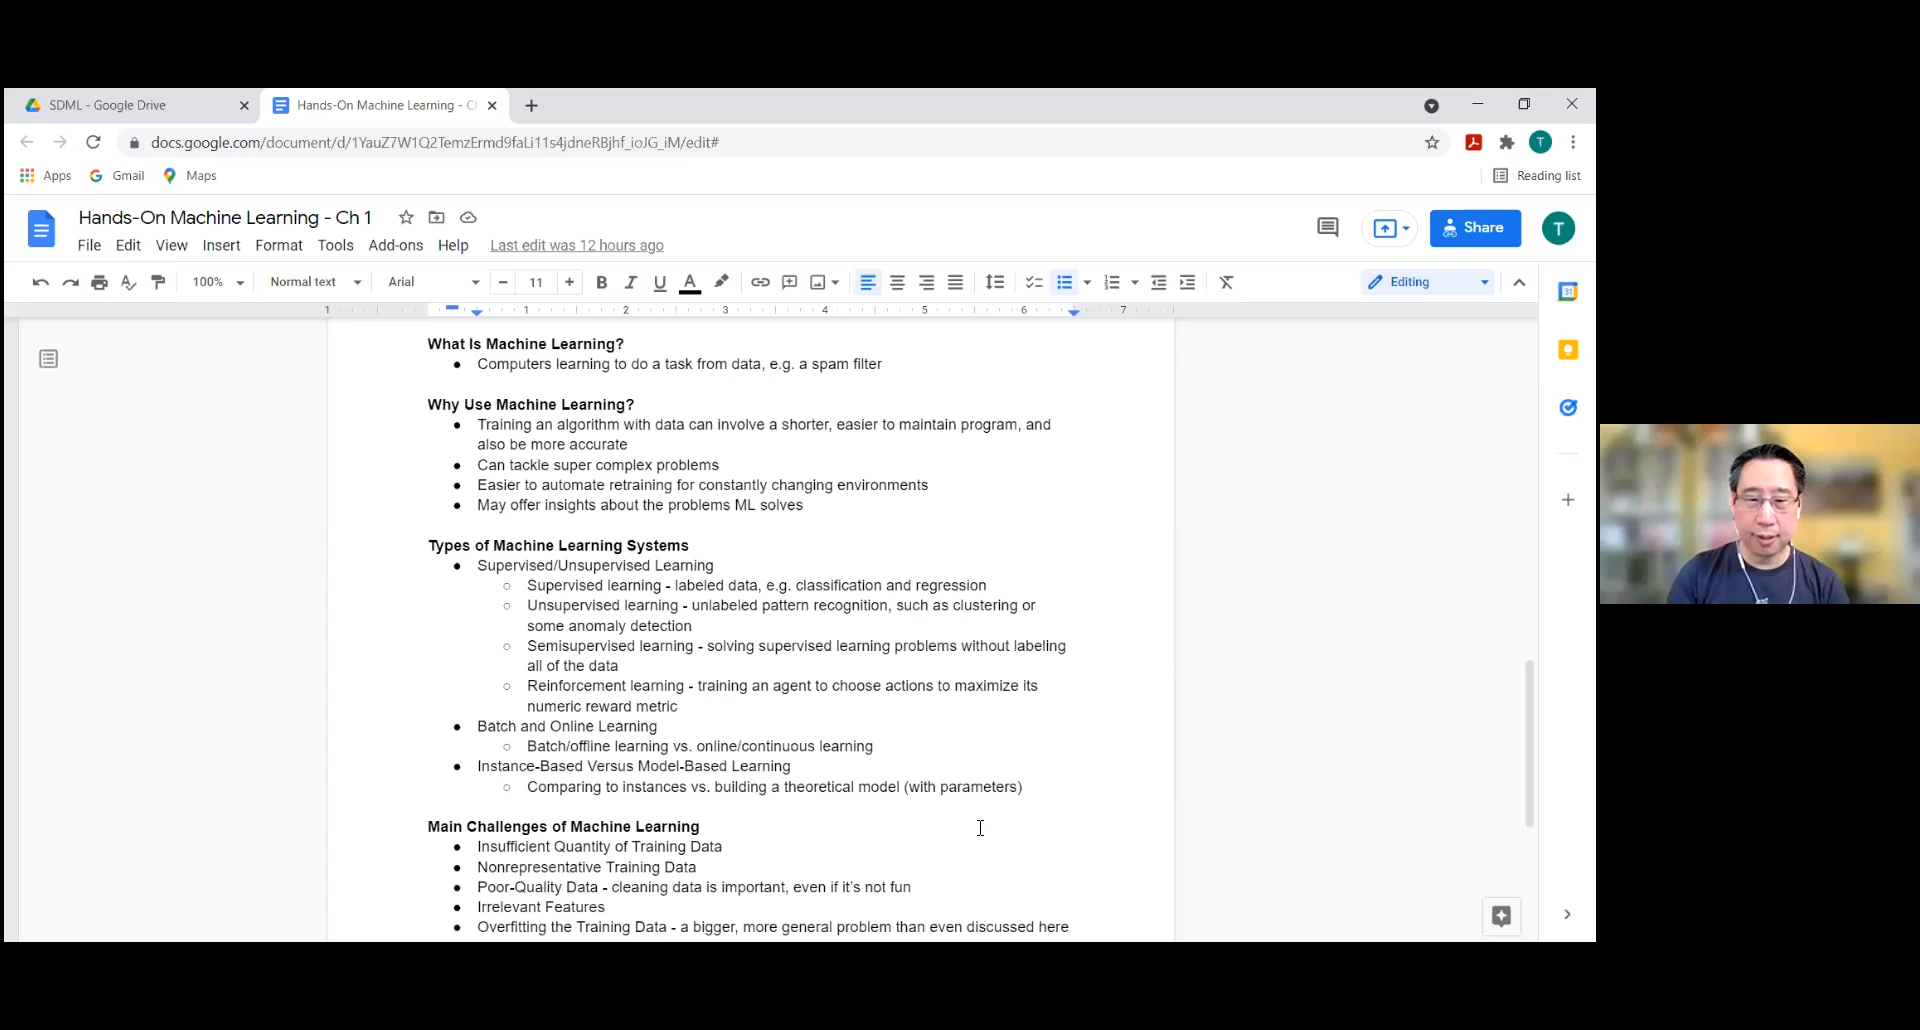 SDML - Google Drive
Hands-On Machine Learning - Ch
docs.google.com/document/d/1YauZ7W1Q2TemzErmd9faLi11s4jdneRBjhf_ioJG_iM/edit#
Apps Gmail Maps Reading list
Hands-On Machine Learning - Ch 1
Share
T
T
File Edit View Insert Format Tools Add-ons Help Last edit was 12 hours ago
100% Normal text Arial 11 B I U A Editing
31
1 1 2 3 4 5 6 7
What Is Machine Learning?
● Computers learning to do a task from data, e.g. a spam filter
Why Use Machine Learning?
● Training an algorithm with data can involve a shorter, easier to maintain program, and
also be more accurate
● Can tackle super complex problems
● Easier to automate retraining for constantly changing environments
● May offer insights about the problems ML solves
Types of Machine Learning Systems
● Supervised/Unsupervised Learning
○ Supervised learning - labeled data, e.g. classification and regression
○ Unsupervised learning - unlabeled pattern recognition, such as clustering or
some anomaly detection
○ Semisupervised learning - solving supervised learning problems without labeling
all of the data
○ Reinforcement learning - training an agent to choose actions to maximize its
numeric reward metric
● Batch and Online Learning
○ Batch/offline learning vs. online/continuous learning
● Instance-Based Versus Model-Based Learning
○ Comparing to instances vs. building a theoretical model (with parameters)
Main Challenges of Machine Learning
● Insufficient Quantity of Training Data
● Nonrepresentative Training Data
● Poor-Quality Data - cleaning data is important, even if it's not fun
● Irrelevant Features
● Overfitting the Training Data - a bigger, more general problem than even discussed here